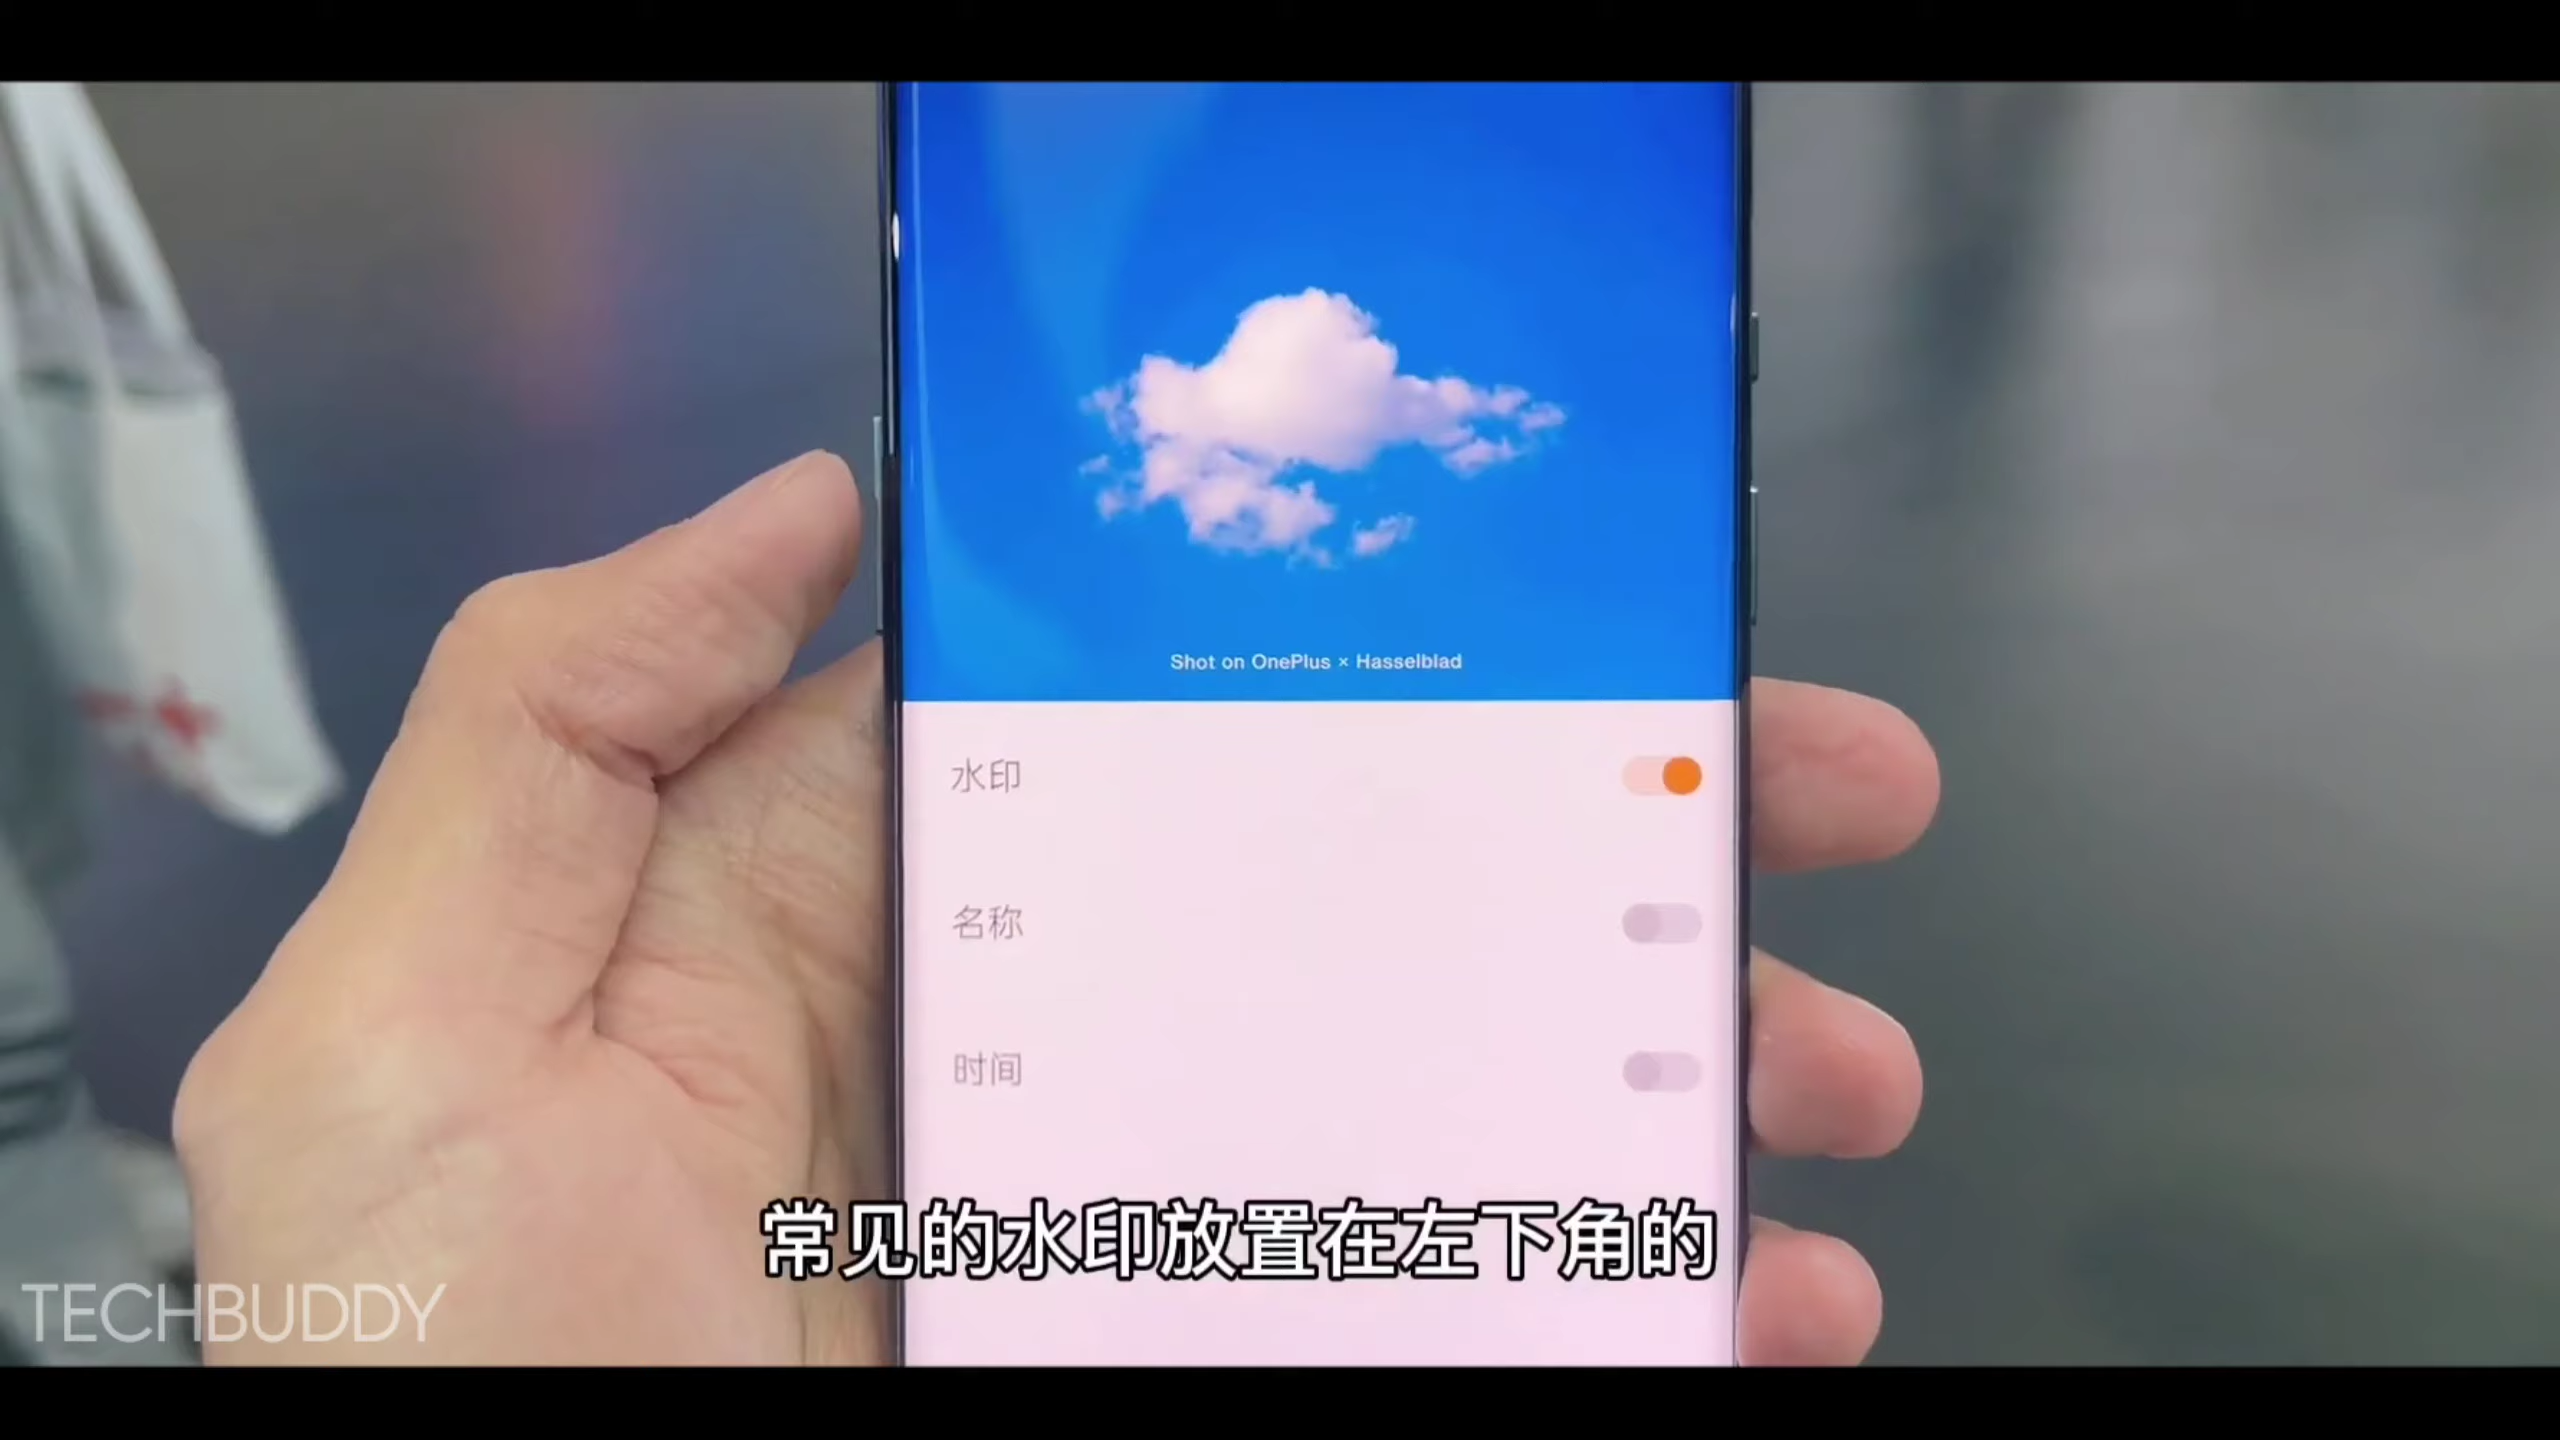 Shot on OnePlus × Hasselblad
水印
名称
时间
常见的水印放置在左下角的
TECHBUDDY